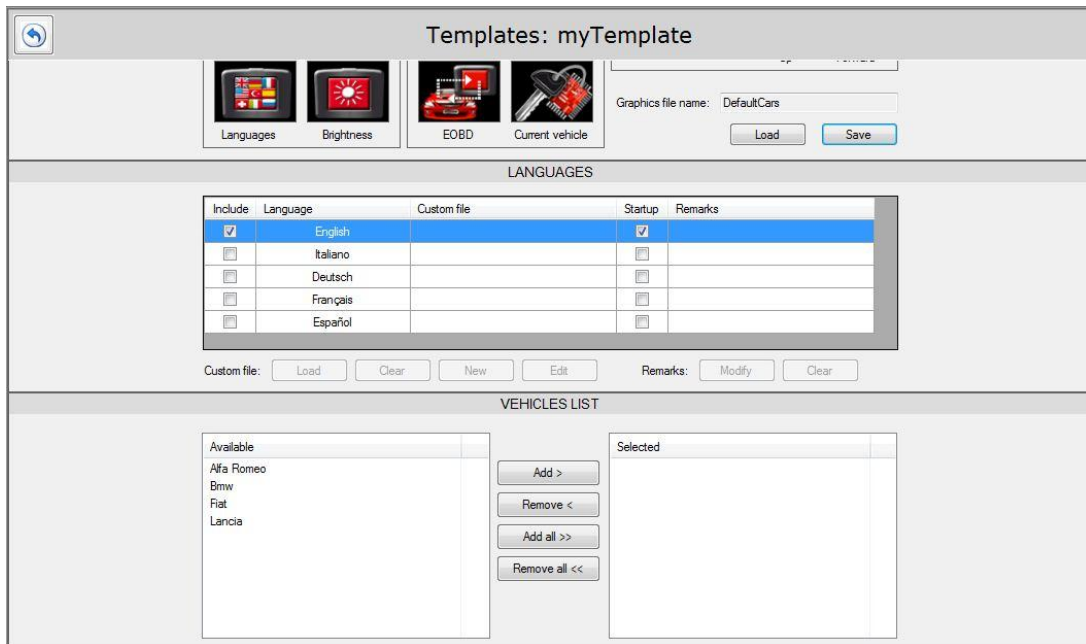 Templates: myTemplate
Languages Brightness EOBD Current vehicle
Graphics file name: DefaultCars
Load Save
LANGUAGES
Include Language Custom file Startup Remarks
English
Italiano
Deutsch
Français
Español
Custom file: Load Clear New Edit Remarks: Modify Clear
VEHICLES LIST
Available
Alfa Romeo
Bmw
Fiat
Lancia
Add >
Remove <
Add all >>
Remove all <<
Selected